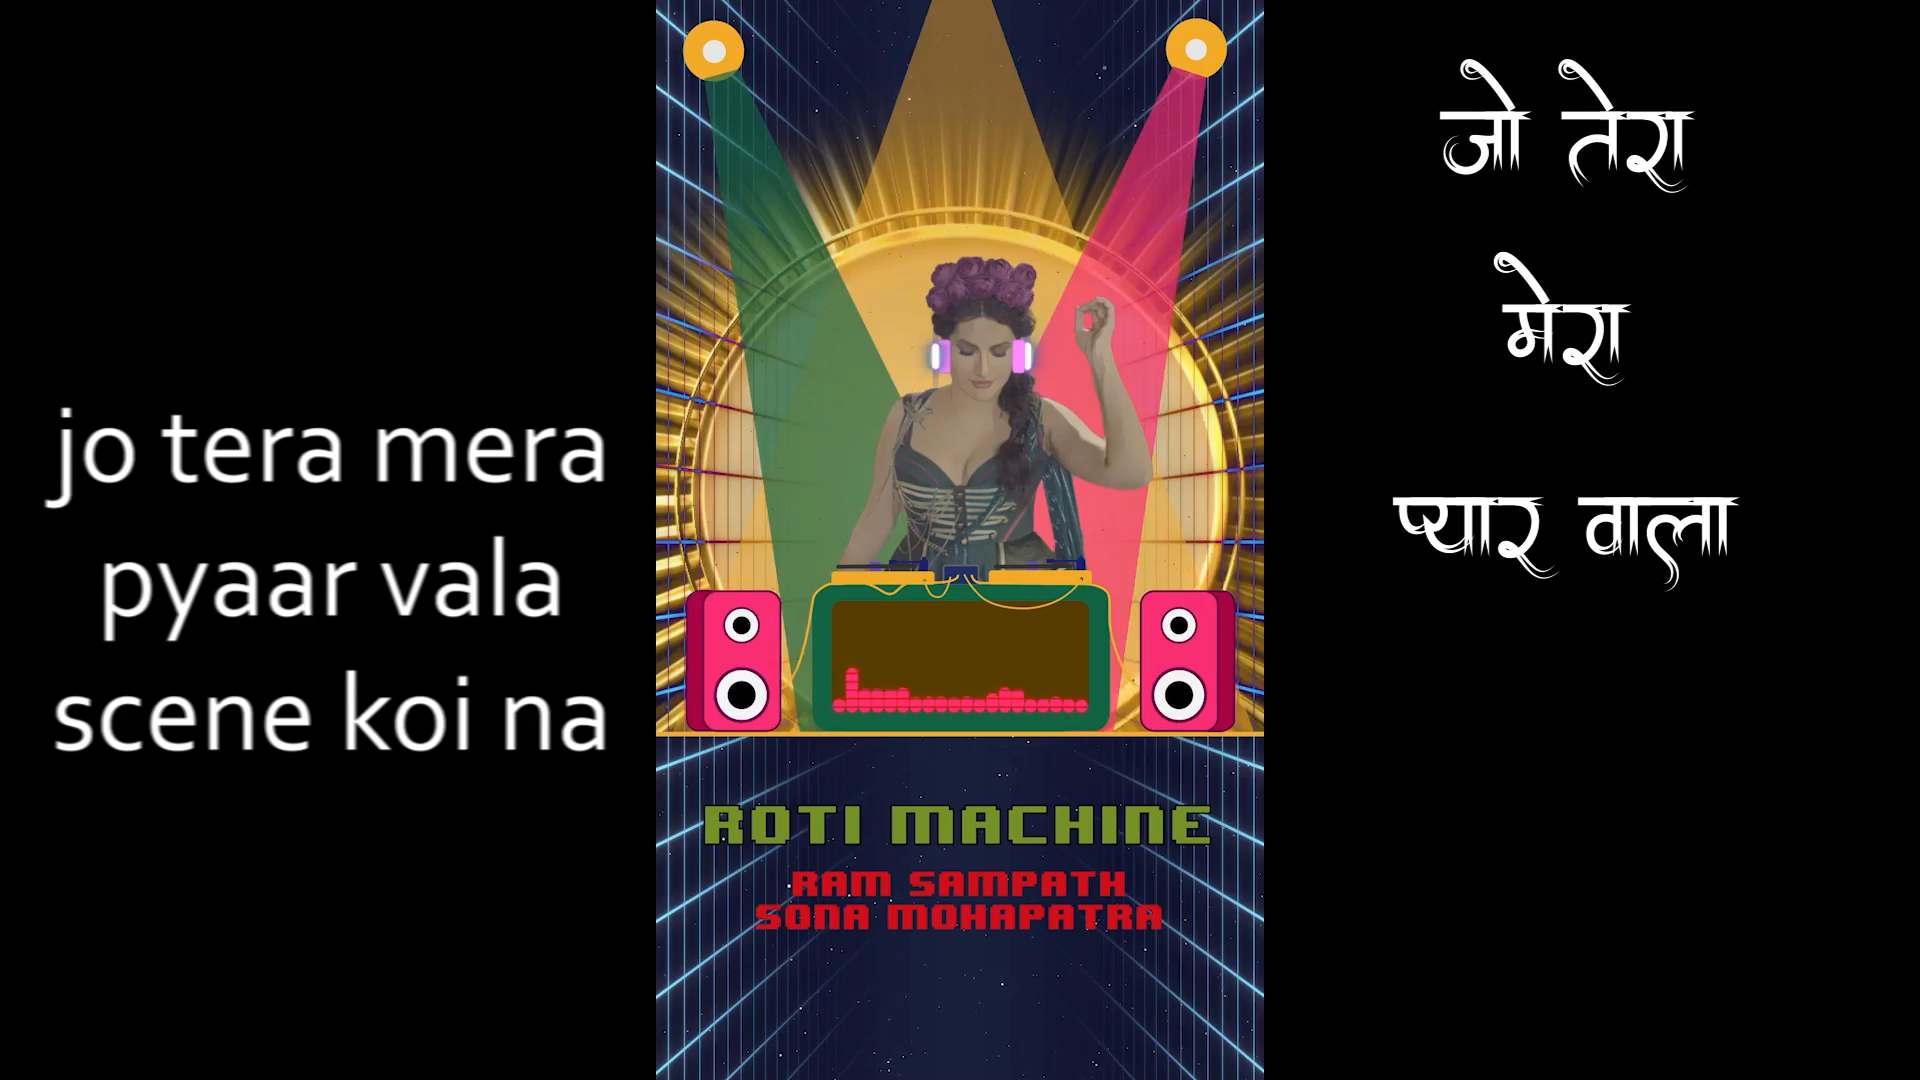 jo tera mera
pyaar vala
scene koi na
ROTI MACHINE
RAM SAMPATH
SONA MOHAPATRA
जो तेरा
मेरा
प्यार वाला